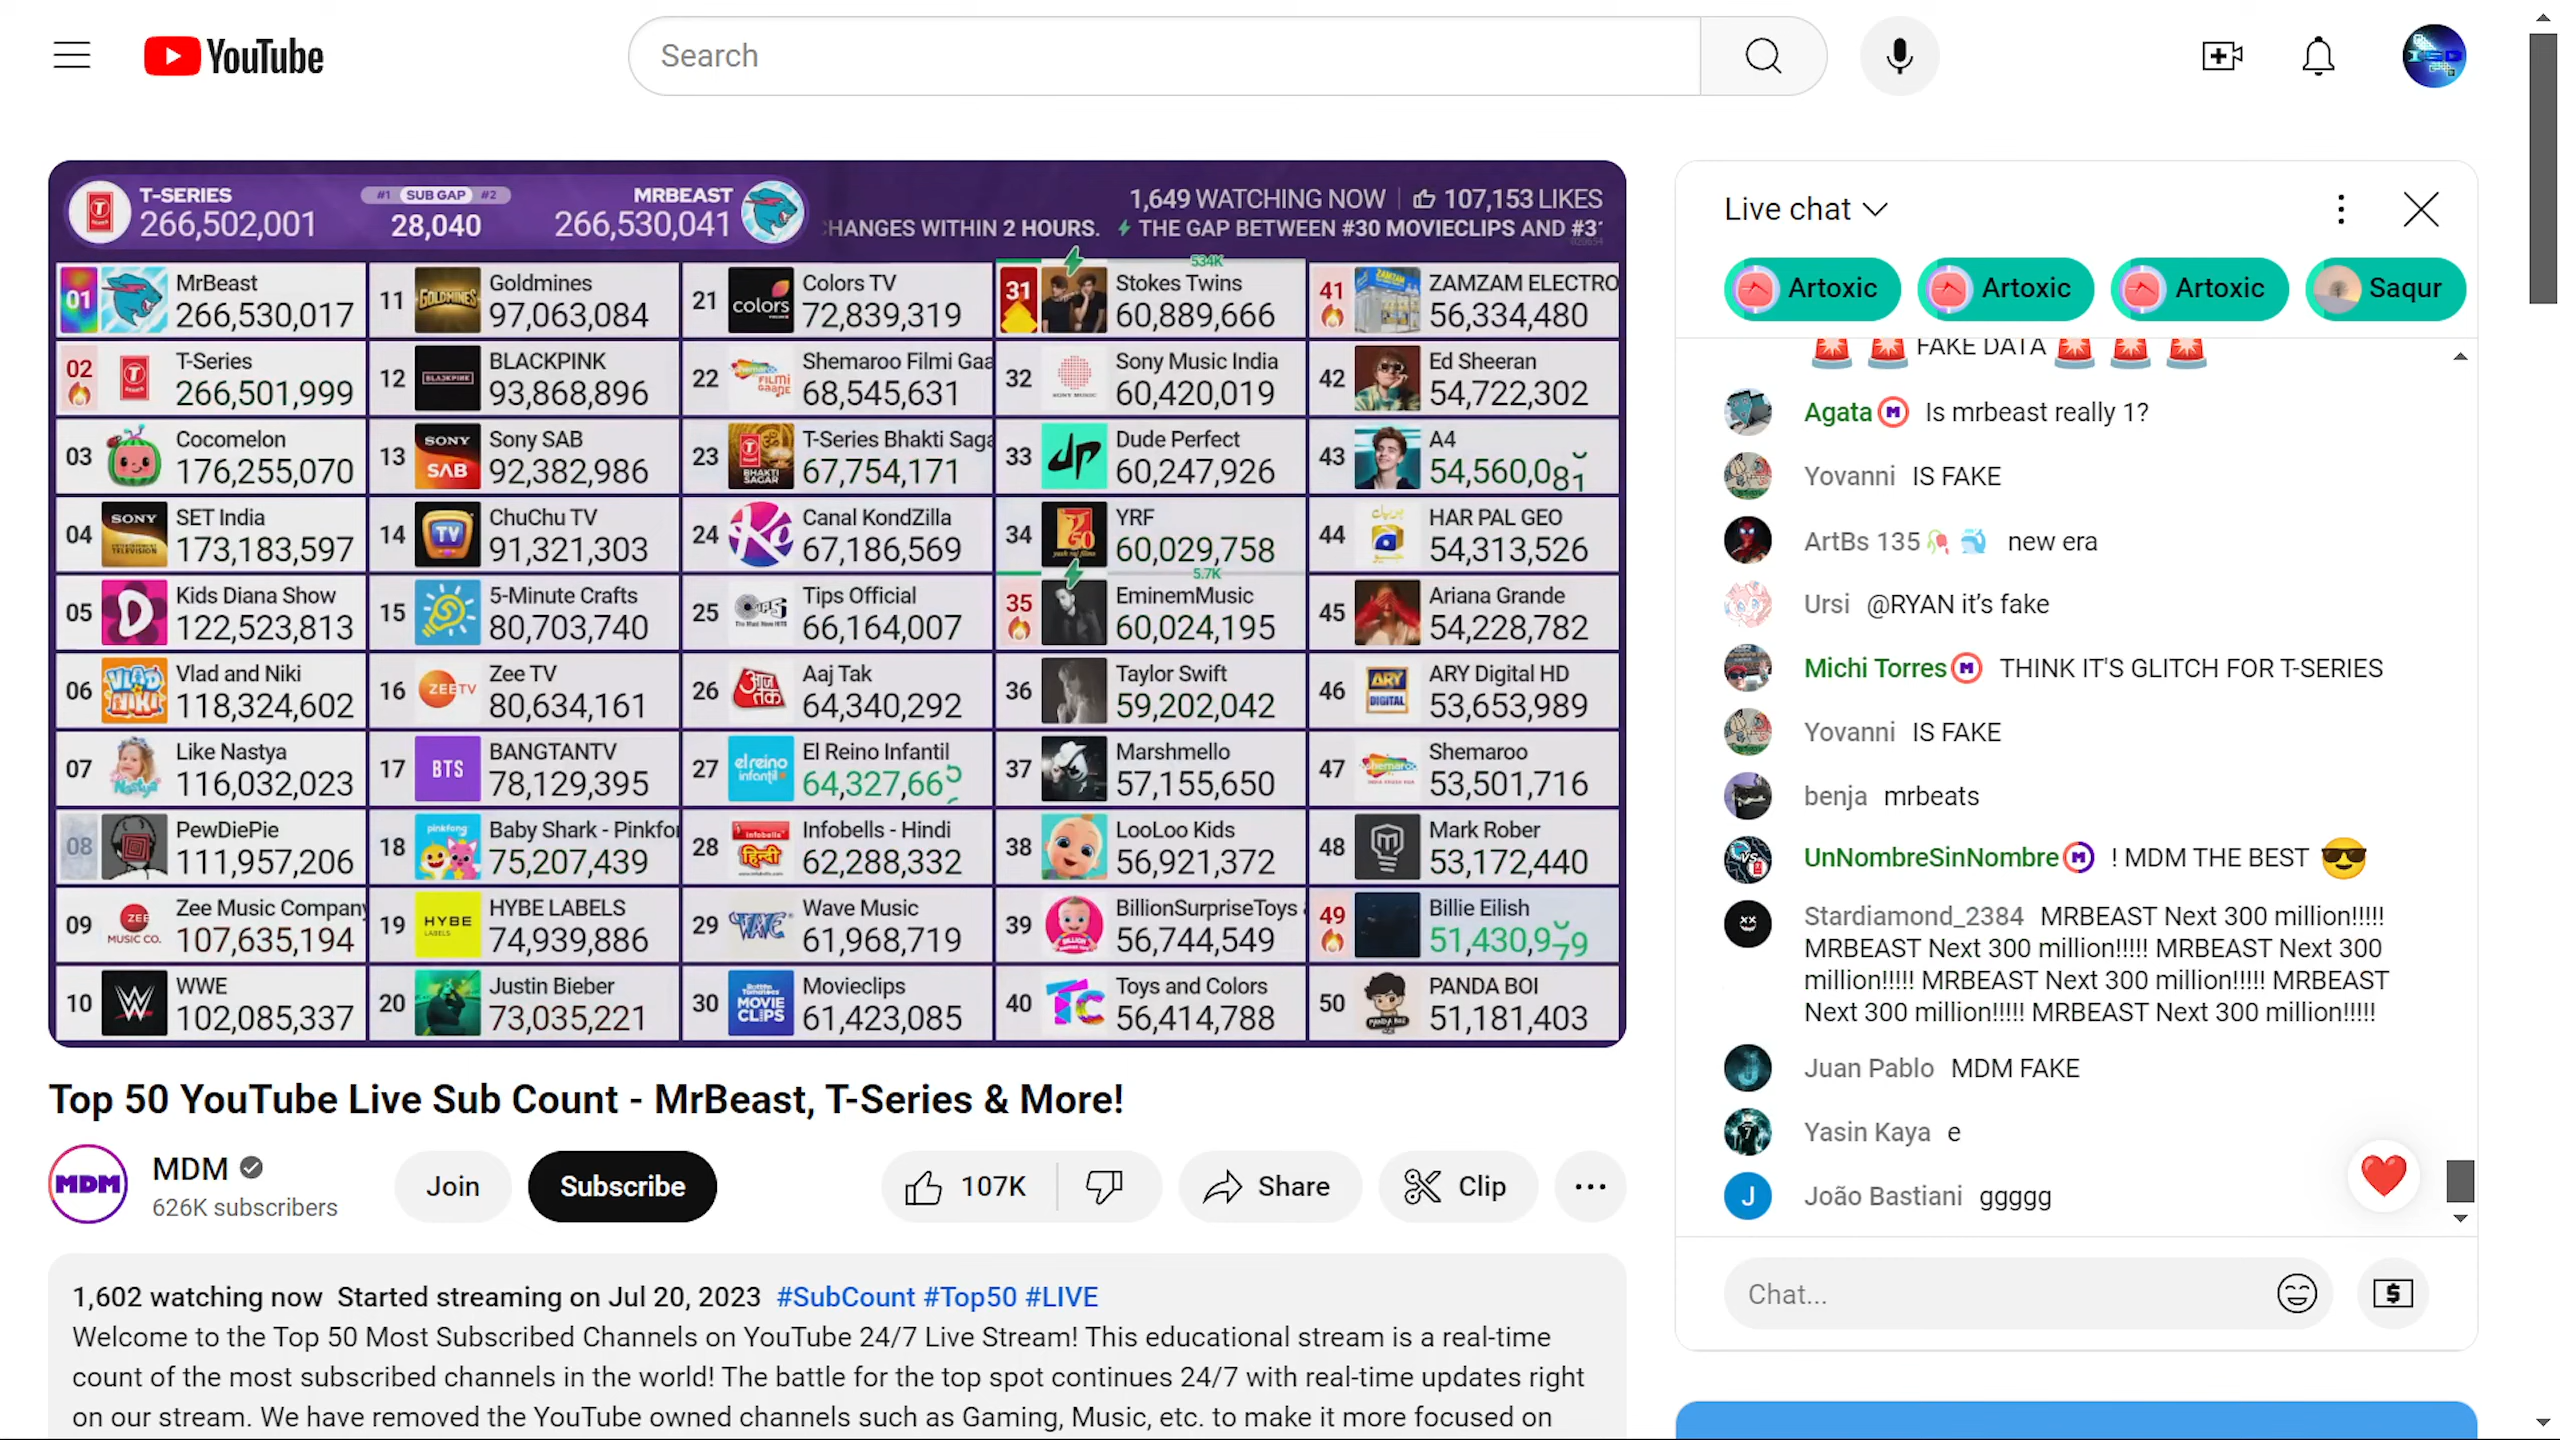 YouTube
Search
T-SERIES
266,502,001
#1 SUB GAP #2
28,040
MRBEAST
266,530,041
1,649 WATCHING NOW
107,153 LIKES
CHANGES WITHIN 2 HOURS. THE GAP BETWEEN #30 MOVIECLIPS AND #3
01 MrBeast
266,530,017
02 T-Series
266,501,999
03 Cocomelon
176,255,070
04 SET India
173,183,597
05 Kids Diana Show
122,523,813
06 Vlad and Niki
118,324,602
07 Like Nastya
116,032,023
08 PewDiePie
111,957,206
09 Zee Music Company
107,635,194
10 WWE
102,085,337
11 Goldmines
97,063,084
12 BLACKPINK
93,868,896
13 Sony SAB
92,382,986
14 ChuChu TV
91,321,303
15 5-Minute Crafts
80,703,740
16 Zee TV
80,634,161
17 BANGTANTV
78,129,395
18 Baby Shark - Pinkfo
75,207,439
19 HYBE LABELS
74,939,886
20 Justin Bieber
73,035,221
21 Colors TV
72,839,319
22 Shemaroo Filmi Gaa
68,545,631
23 T-Series Bhakti Saga
67,754,171
24 Canal KondZilla
67,186,569
25 Tips Official
66,164,007
26 Aaj Tak
64,340,292
27 El Reino Infantil
64,327,66
28 Infobells - Hindi
62,288,332
29 Wave Music
61,968,719
30 Movieclips
61,423,085
534K
31 Stokes Twins
60,889,666
32 Sony Music India
60,420,019
33 Dude Perfect
60,247,926
34 YRF
60,029,758
5.7K
35 EminemMusic
60,024,195
36 Taylor Swift
59,202,042
37 Marshmello
57,155,650
38 LooLoo Kids
56,921,372
39 BillionSurpriseToys
56,744,549
40 Toys and Colors
56,414,788
41 ZAMZAM ELECTRO
56,334,480
42 Ed Sheeran
54,722,302
43 A4
54,560,081
44 HAR PAL GEO
54,313,526
45 Ariana Grande
54,228,782
46 ARY Digital HD
53,653,989
47 Shemaroo
53,501,716
48 Mark Rober
53,172,440
49 Billie Eilish
51,430,979
50 PANDA BOI
51,181,403
Top 50 YouTube Live Sub Count - MrBeast, T-Series & More!
MDM
626K subscribers
Join
Subscribe
107K
Share
Clip
1,602 watching now Started streaming on Jul 20, 2023 #SubCount #Top50 #LIVE
Welcome to the Top 50 Most Subscribed Channels on YouTube 24/7 Live Stream! This educational stream is a real-time
count of the most subscribed channels in the world! The battle for the top spot continues 24/7 with real-time updates right
on our stream. We have removed the YouTube owned channels such as Gaming, Music, etc. to make it more focused on
Live chat
Artoxic
Artoxic
Artoxic
Saqur
🚨 🚨 FAKE DATA 🚨 🚨 🚨
Agata Is mrbeast really 1?
Yovanni IS FAKE
ArtBs 135 new era
Ursi @RYAN it’s fake
Michi Torres THINK IT'S GLITCH FOR T-SERIES
Yovanni IS FAKE
benja mrbeats
UnNombreSinNombre ! MDM THE BEST 😎
Stardiamond_2384 MRBEAST Next 300 million!!!!!
MRBEAST Next 300 million!!!!! MRBEAST Next 300
million!!!!! MRBEAST Next 300 million!!!!! MRBEAST
Next 300 million!!!!! MRBEAST Next 300 million!!!!!
Juan Pablo MDM FAKE
Yasin Kaya e
João Bastiani ggggg
Chat...